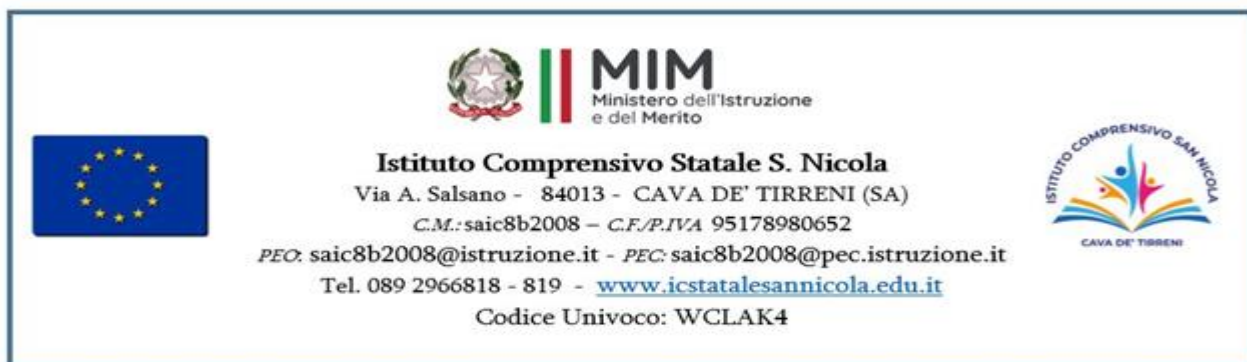 MIM
Ministero dell'Istruzione
e del Merito
Istituto Comprensivo Statale S. Nicola
Via A. Salsano - 84013 - CAVA DE' TIRRENI (SA)
C.M.: saic8b2008 – C.F./P.IVA 95178980652
PEO: saic8b2008@istruzione.it - PEC: saic8b2008@pec.istruzione.it
Tel. 089 2966818 - 819 - www.icstatalesannicola.edu.it
Codice Univoco: WCLAK4
ISTITUTO COMPRENSIVO SAN NICOLA
CAVA DE' TIRRENI